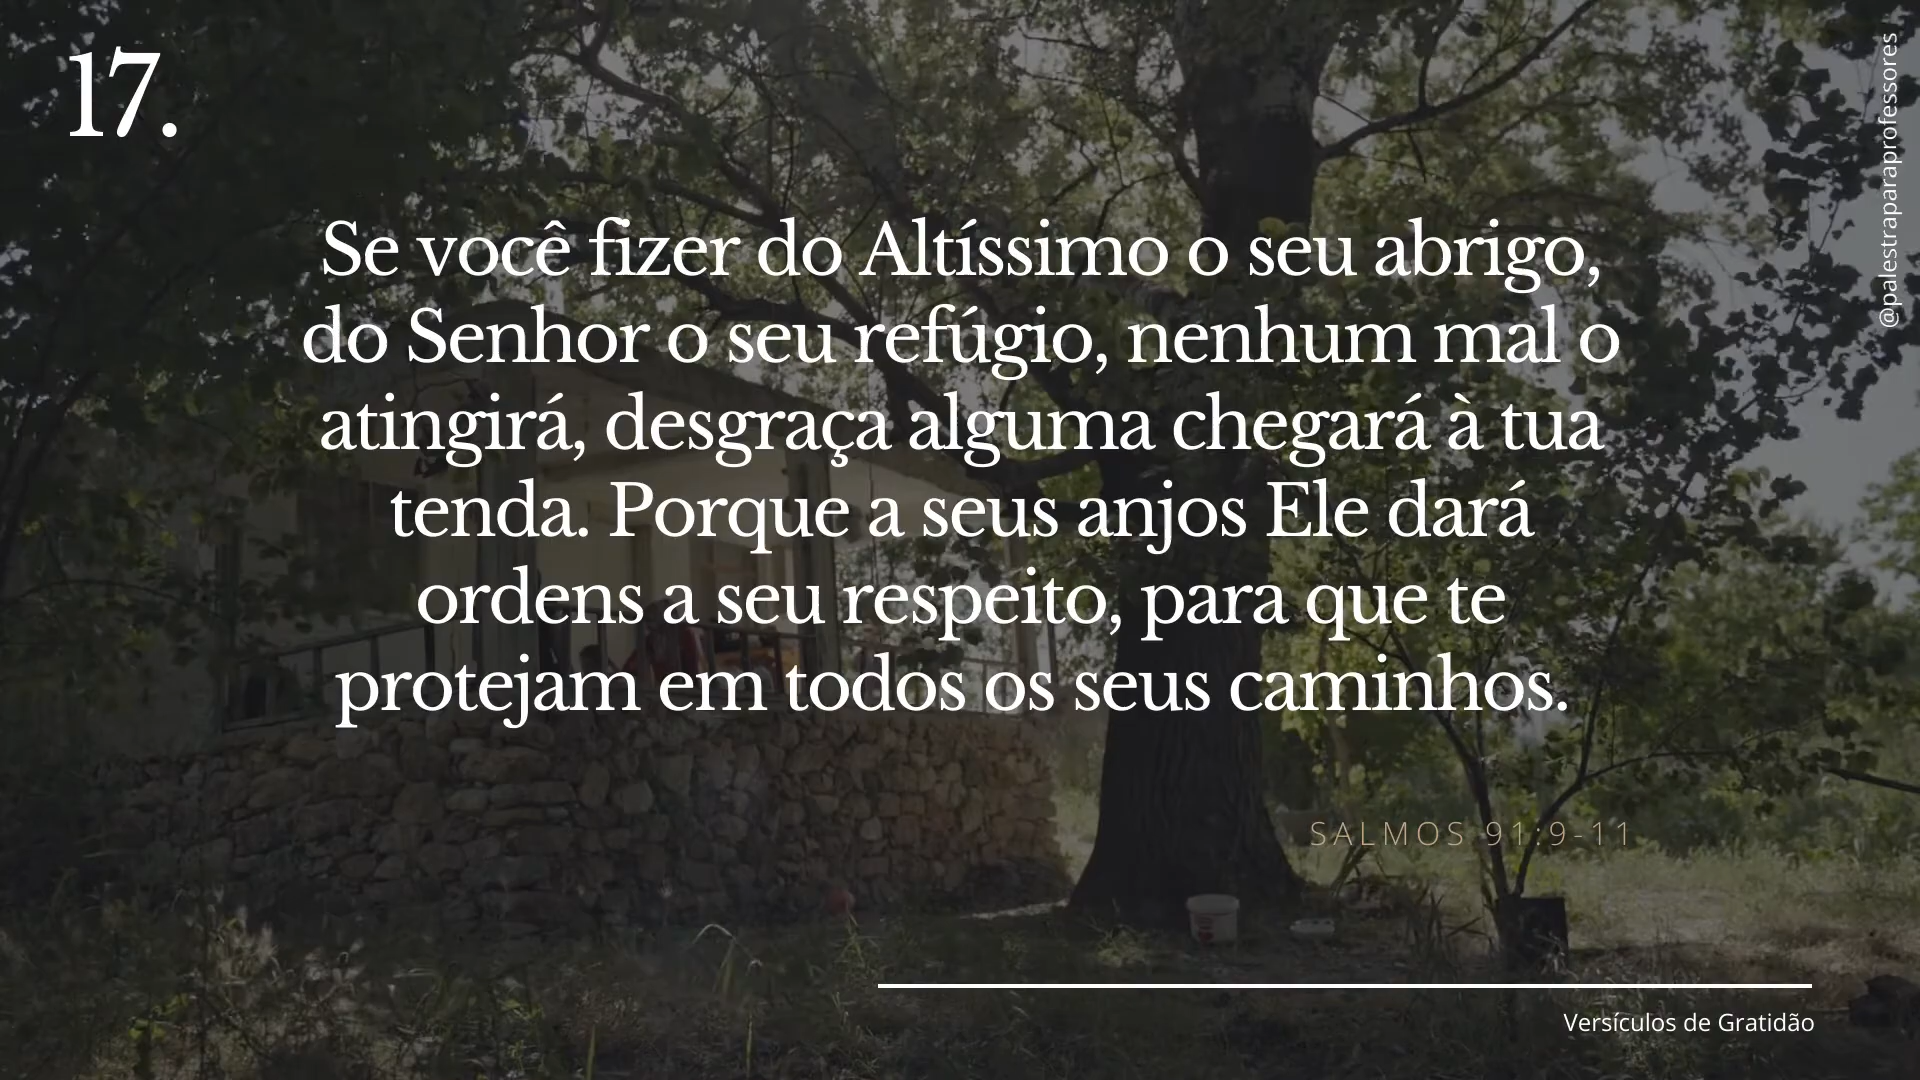 17.
@palestraparaprofessores
Se você fizer do Altíssimo o seu abrigo,
do Senhor o seu refúgio, nenhum mal o
atingirá, desgraça alguma chegará à tua
tenda. Porque a seus anjos Ele dará
ordens a seu respeito, para que te
protejam em todos os seus caminhos.
SALMOS 91:9-11
Versículos de Gratidão